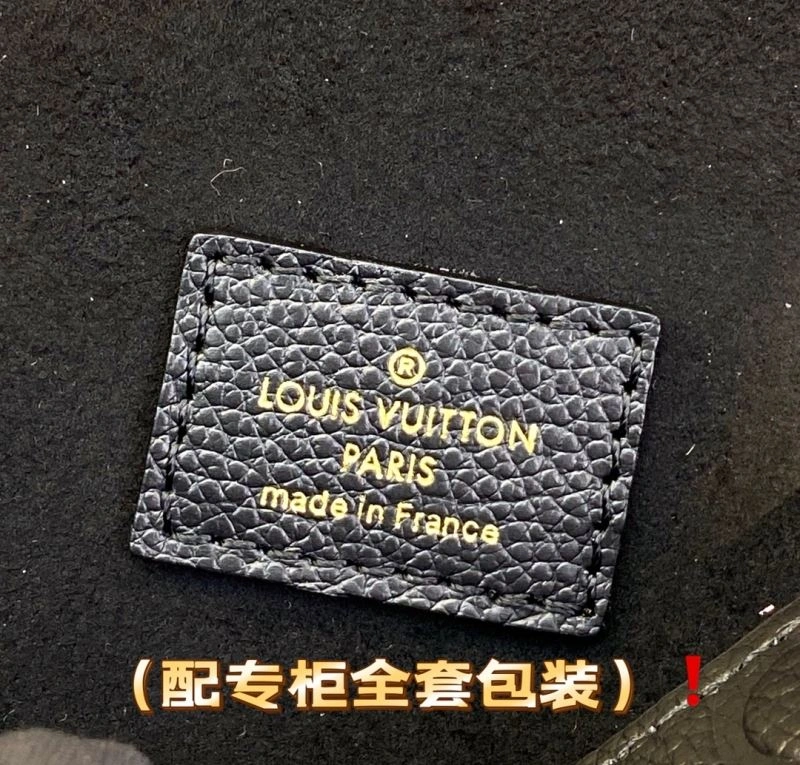 ®
LOUIS VUITTON
PARIS
made in France
（配专柜全套包装）❗